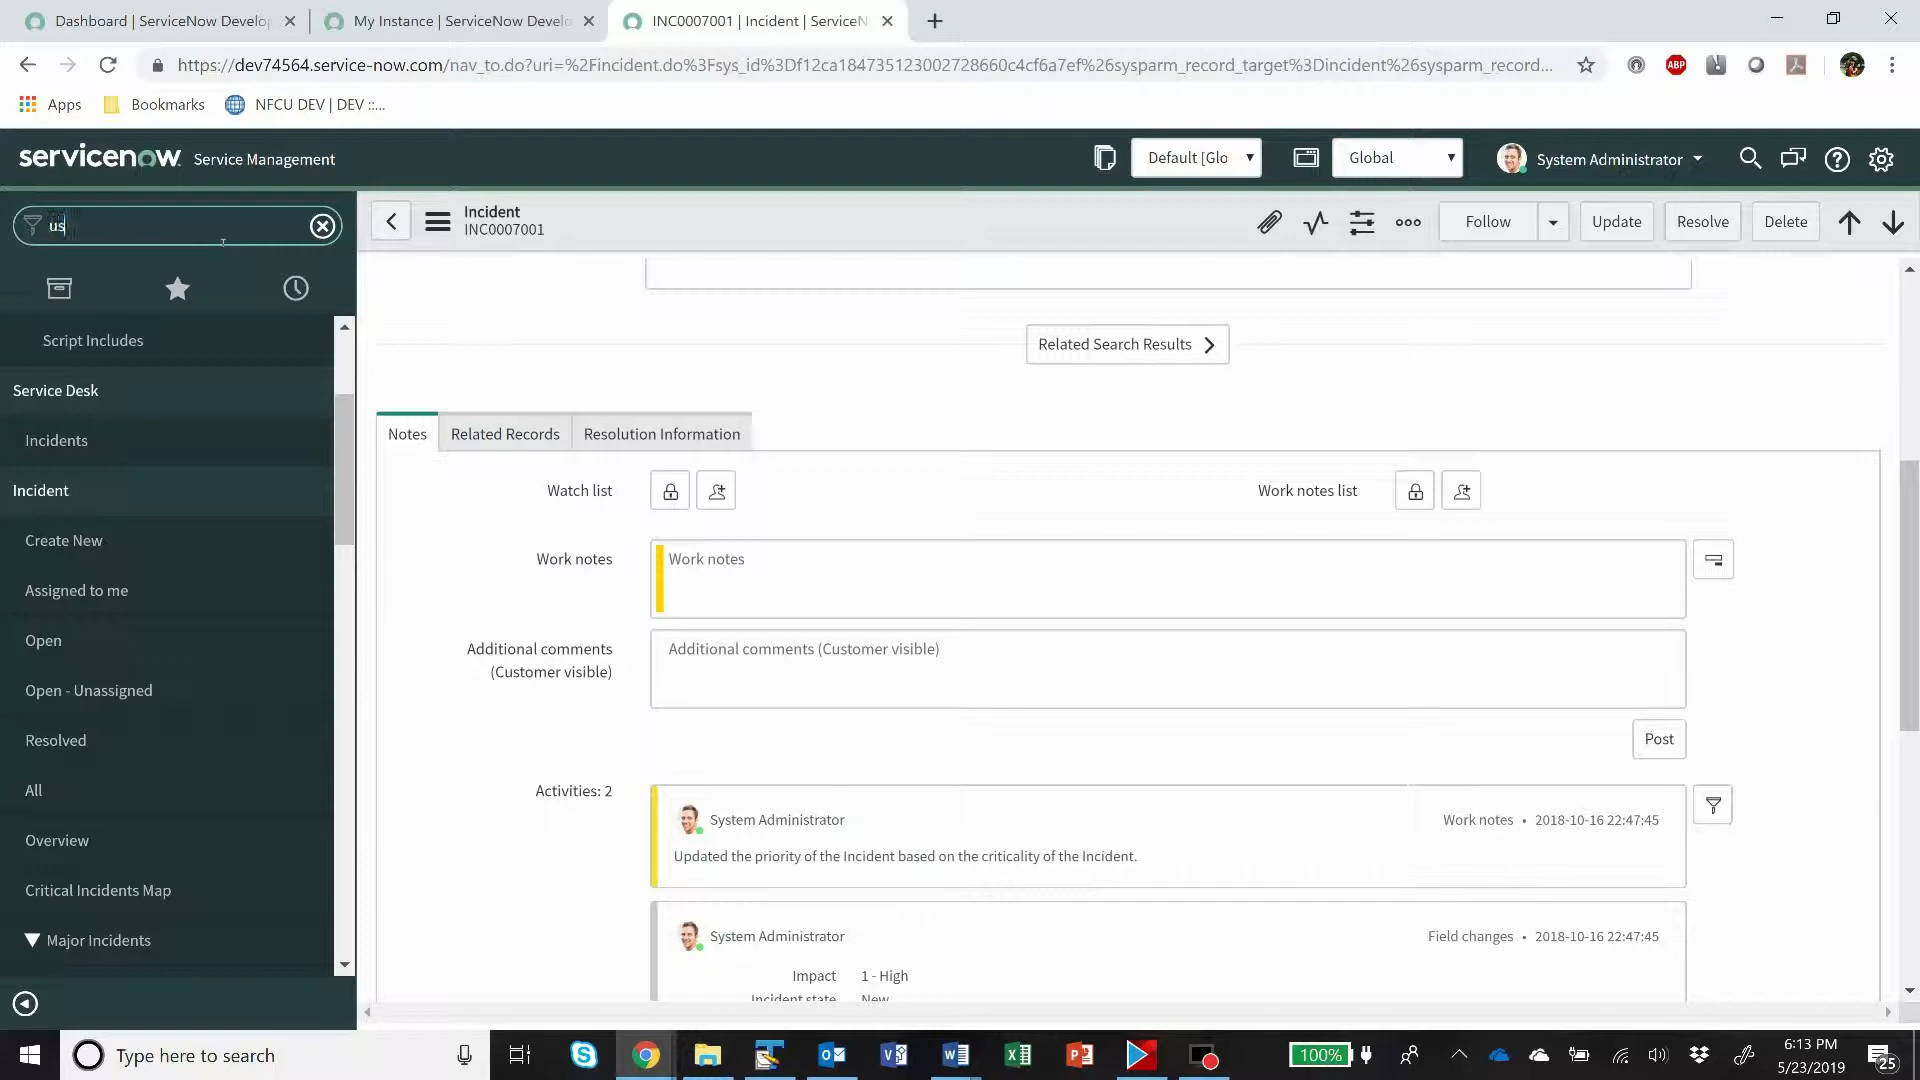 Dashboard | ServiceNow Develop
My Instance | ServiceNow Develo
INC0007001 | Incident | ServiceN
https://dev74564.service-now.com/nav_to.do?uri=%2Fincident.do%3Fsys_id%3Df12ca184735123002728660c4cf6a7ef%26sysparm_record_target%3Dincident%26sysparm_record...
ABP
Apps
Bookmarks
NFCU DEV | DEV ::...
servicenow
Service Management
Default [Glo
Global
System Administrator
us
Incident
INC0007001
Follow
Update
Resolve
Delete
Script Includes
Service Desk
Incidents
Incident
Create New
Assigned to me
Open
Open - Unassigned
Resolved
All
Overview
Critical Incidents Map
Major Incidents
Related Search Results
Notes
Related Records
Resolution Information
Watch list
Work notes list
Work notes
Work notes
Additional comments
(Customer visible)
Additional comments (Customer visible)
Post
Activities: 2
System Administrator
Work notes • 2018-10-16 22:47:45
Updated the priority of the Incident based on the criticality of the Incident.
System Administrator
Field changes • 2018-10-16 22:47:45
Impact 1 - High
Incident state New
Type here to search
100%
6:13 PM
5/23/2019
25